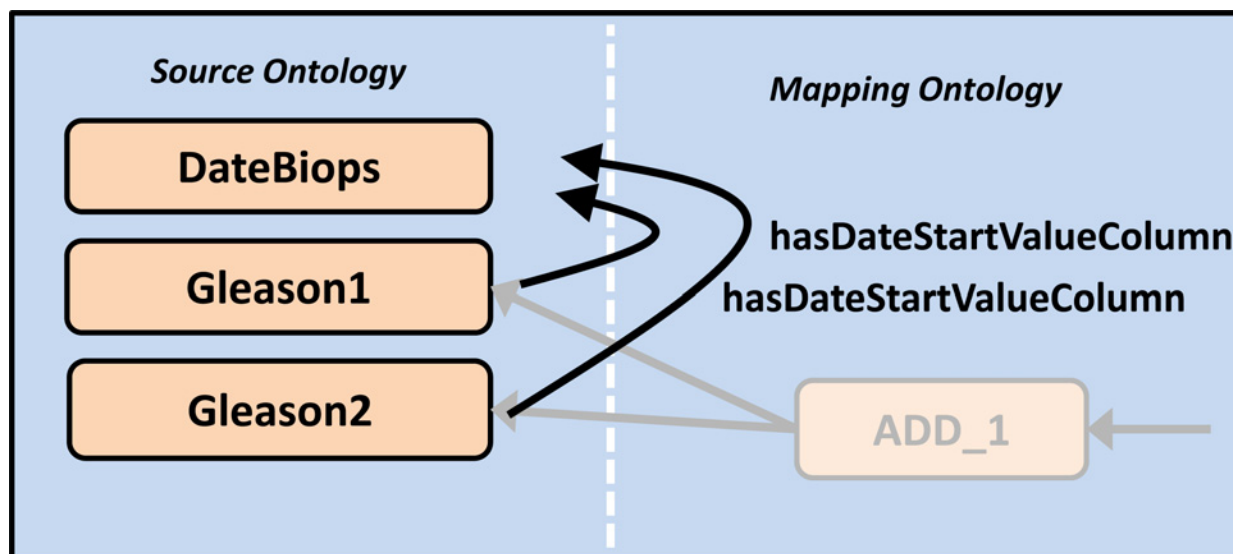 Source Ontology
Mapping Ontology
DateBiops
hasDateStartValueColumn
Gleason1
hasDateStartValueColumn
Gleason2
ADD_1